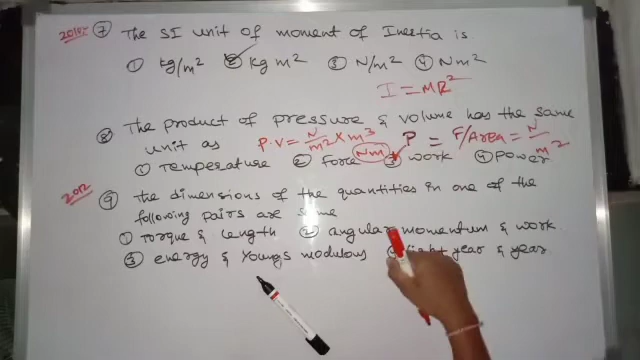 2014 ⑦ The SI unit of moment of Inertia is
① kg/m² ② kg m² ③ N/m² ④ Nm²
I = MR²
⑧ The product of pressure & volume has the same
unit as P.V = N/m² × m³ P = F/Area = N/m²
Nm
① Temperature ② Force ③ work ④ Power
2012 ⑨ The dimensions of the quantities in one of the
following pairs are same
① Torque & Length ② angular momentum & work
③ energy & Youngs modulous light year & year